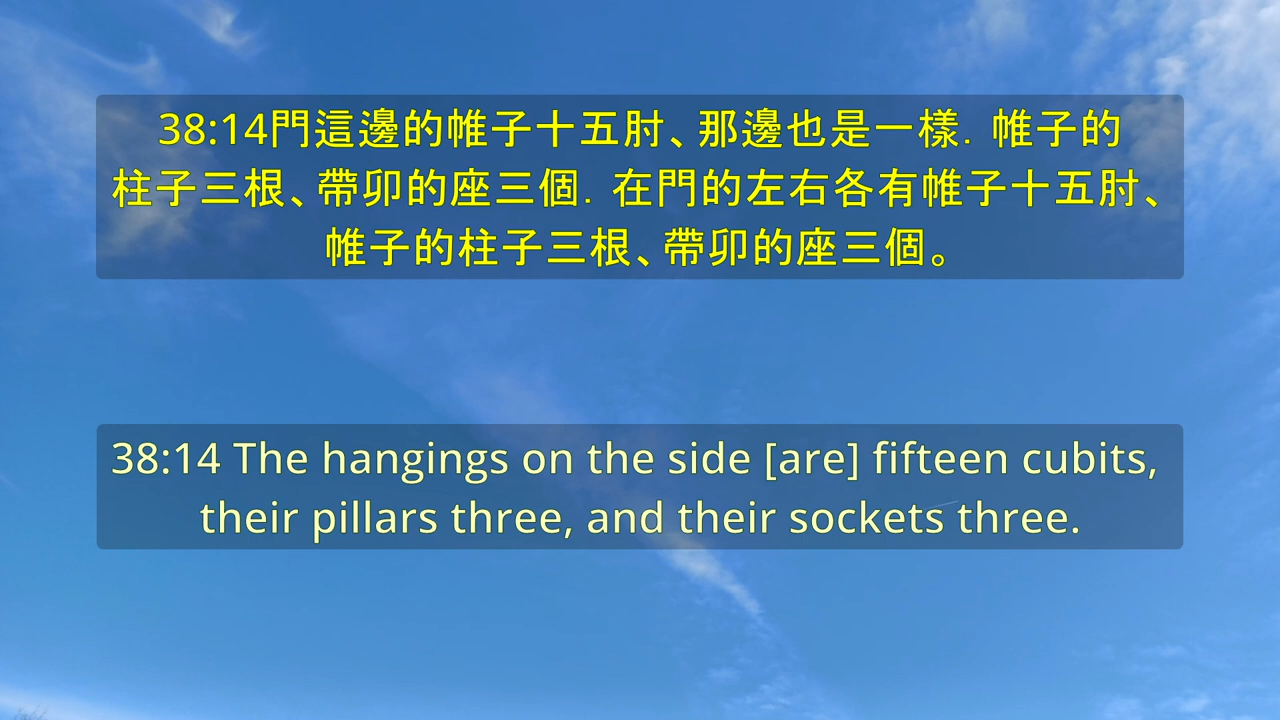 38:14門這邊的帷子十五肘、那邊也是一樣．帷子的
柱子三根、帶卯的座三個．在門的左右各有帷子十五肘、
帷子的柱子三根、帶卯的座三個。
38:14 The hangings on the side [are] fifteen cubits,
their pillars three, and their sockets three.